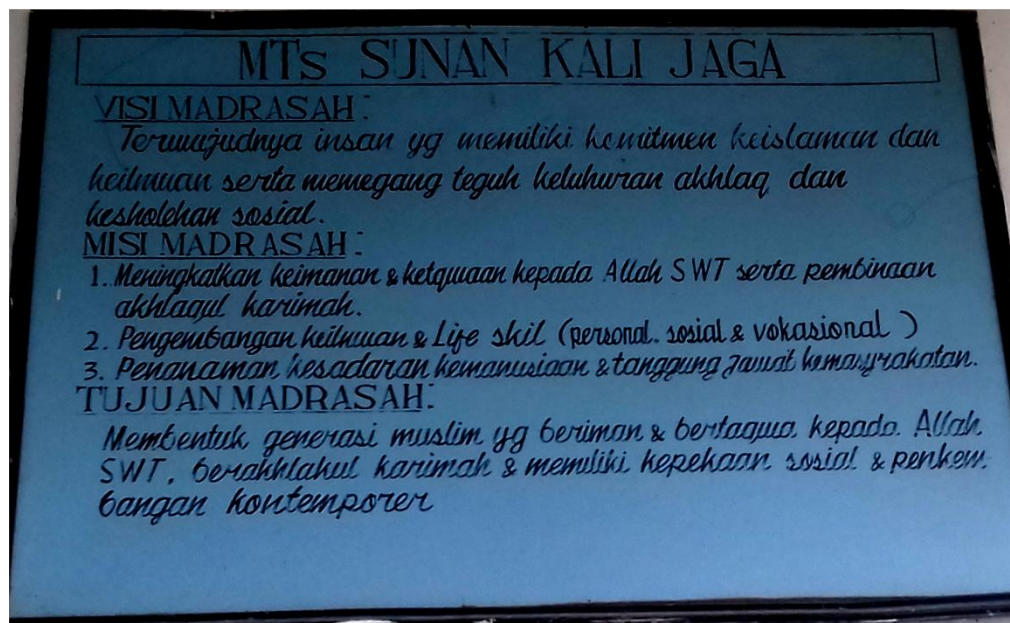 MTs SUNAN KALI JAGA
VISI MADRASAH :
Terwujudnya insan yg memiliki komitmen keislaman dan
keilmuan serta memegang teguh keluhuran akhlaq dan
kesholehan sosial.
MISI MADRASAH :
1. Meningkatkan keimanan & ketqwaan kepada Allah SWT serta pembinaan
akhlaqul karimah.
2. Pengembangan keilmuan & Life skil (personal. sosial & vokasional )
3. Penanaman kesadaran kemanusiaan & tanggung jawab kemasyrakatan.
TUJUAN MADRASAH :
Membentuk generasi muslim yg beriman & bertaqwa kepada Allah
SWT, berakhlakul karimah & memiliki kepekaan sosial & penkem
bangan kontemporer